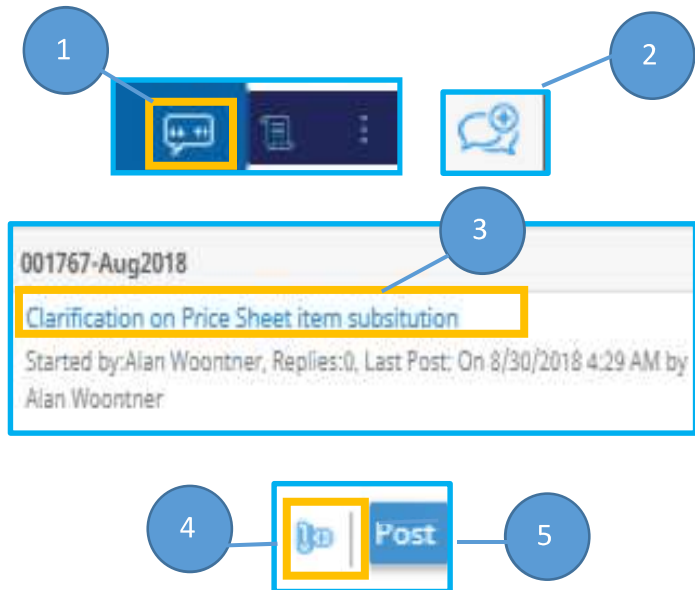 1
2
3
001767-Aug2018
Clarification on Price Sheet item subsitution
Started by:Alan Woontner, Replies:0, Last Post: On 8/30/2018 4:29 AM by
Alan Woontner
4
Post
5